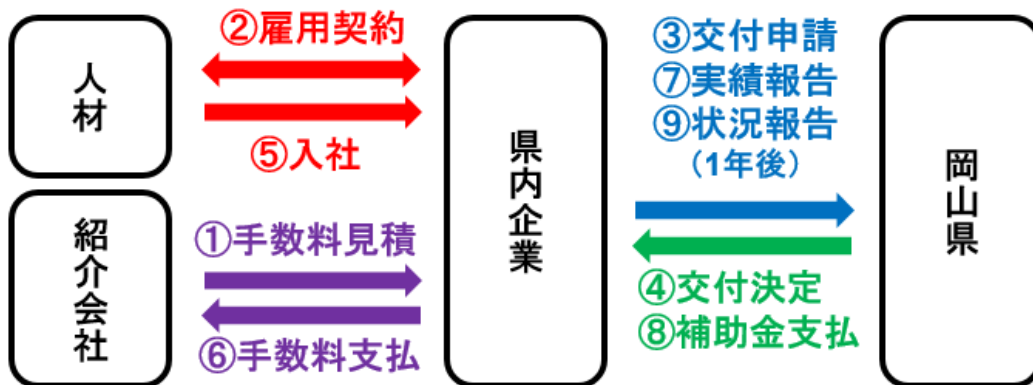 人材
②雇用契約
⑤入社
紹介会社
①手数料見積
⑥手数料支払
県内企業
③交付申請
⑦実績報告
⑨状況報告
(1年後)
④交付決定
⑧補助金支払
岡山県